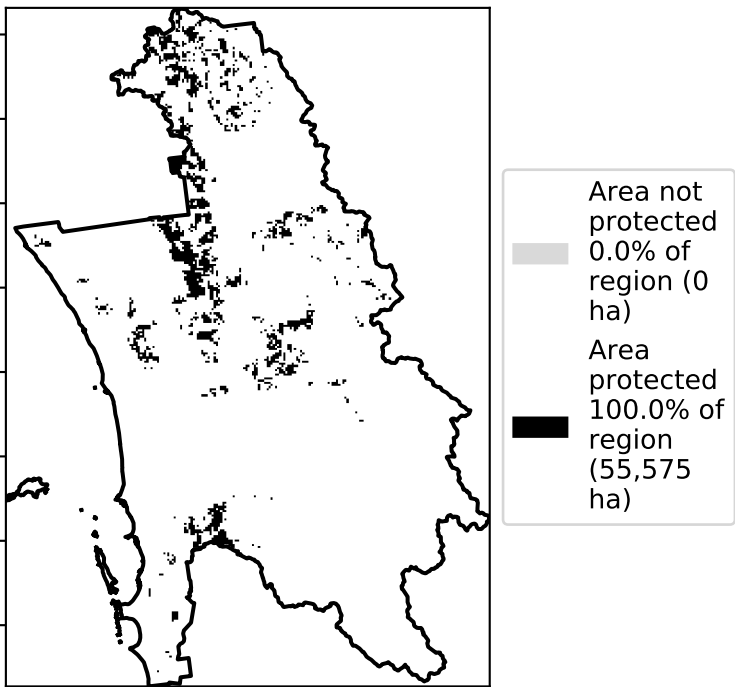 Area not
protected
0.0% of
region (0
ha)
Area
protected
100.0% of
region
(55,575
ha)